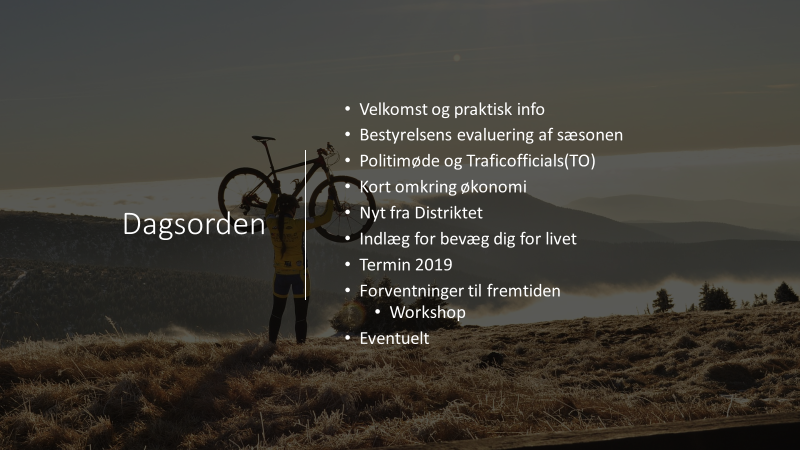 Dagsorden
• Velkomst og praktisk info
• Bestyrelsens evaluering af sæsonen
• Politimøde og Traficofficials(TO)
• Kort omkring økonomi
• Nyt fra Distriktet
• Indlæg for bevæg dig for livet
• Termin 2019
• Forventninger til fremtiden
• Workshop
• Eventuelt